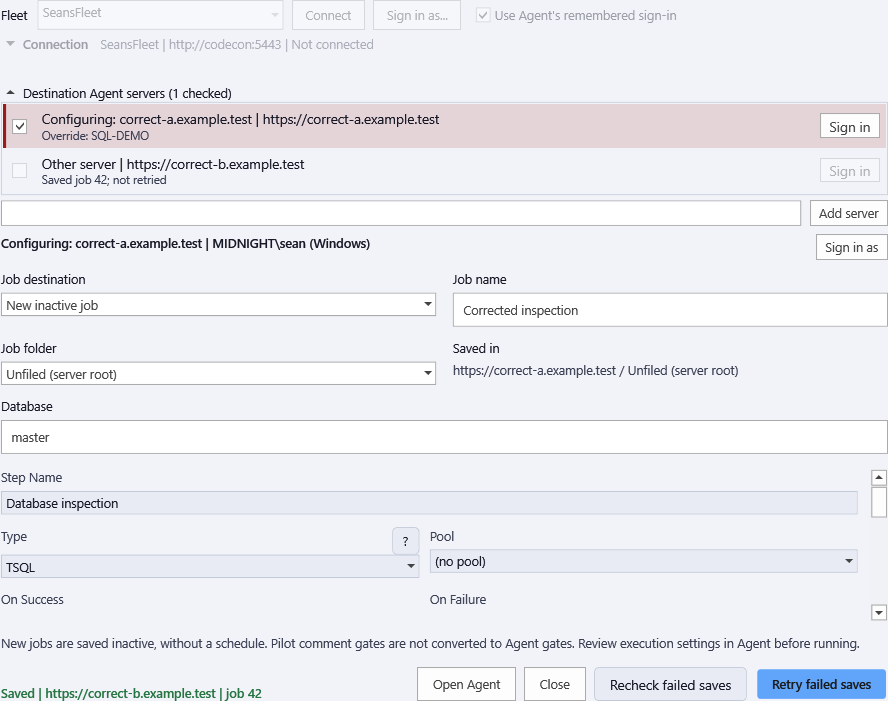 Fleet SeansFleet Connect Sign in as... Use Agent's remembered sign-in
Connection SeansFleet | http://codecon:5443 | Not connected
Destination Agent servers (1 checked)
Configuring: correct-a.example.test | https://correct-a.example.test
Override: SQL-DEMO
Sign in
Other server | https://correct-b.example.test
Saved job 42; not retried
Sign in
Add server
Configuring: correct-a.example.test | MIDNIGHT\sean (Windows)
Sign in as
Job destination
New inactive job
Job name
Corrected inspection
Job folder
Unfiled (server root)
Saved in
https://correct-a.example.test / Unfiled (server root)
Database
master
Step Name
Database inspection
Type
?
TSQL
Pool
(no pool)
On Success
On Failure
New jobs are saved inactive, without a schedule. Pilot comment gates are not converted to Agent gates. Review execution settings in Agent before running.
Saved | https://correct-b.example.test | job 42
Open Agent
Close
Recheck failed saves
Retry failed saves